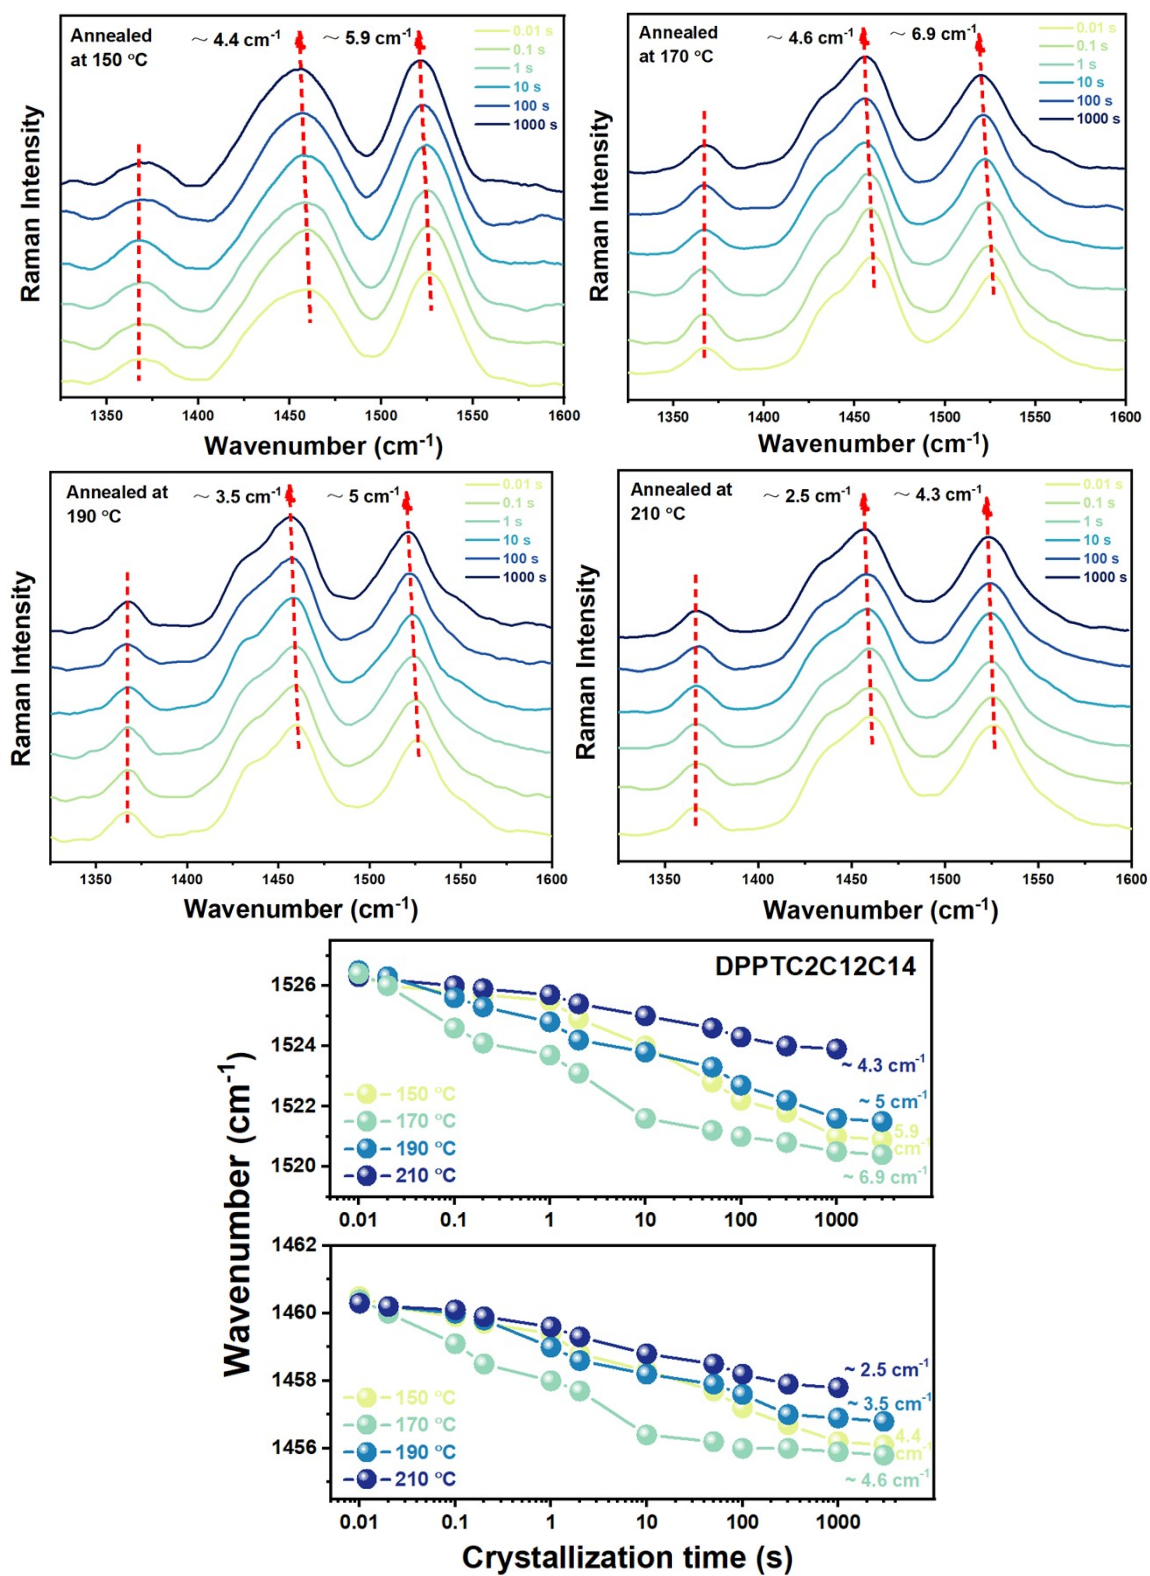 Annealed
at 150 °C
~ 4.4 cm-1
~ 5.9 cm-1
0.01 s
0.1 s
1 s
10 s
100 s
1000 s
Raman Intensity
1350 1400 1450 1500 1550 1600
Wavenumber (cm-1)
Annealed
at 170 °C
~ 4.6 cm-1
~ 6.9 cm-1
0.01 s
0.1 s
1 s
10 s
100 s
1000 s
Raman Intensity
1350 1400 1450 1500 1550 1600
Wavenumber (cm-1)
Annealed at
190 °C
~ 3.5 cm-1
~ 5 cm-1
0.01 s
0.1 s
1 s
10 s
100 s
1000 s
Raman Intensity
1350 1400 1450 1500 1550 1600
Wavenumber (cm-1)
Annealed at
210 °C
~ 2.5 cm-1
~ 4.3 cm-1
0.01 s
0.1 s
1 s
10 s
100 s
1000 s
Raman Intensity
1350 1400 1450 1500 1550 1600
Wavenumber (cm-1)
DPPTC2C12C14
1526
1524
1522
1520
~ 4.3 cm-1
~ 5 cm-1
5.9
cm-1
~ 6.9 cm-1
150 °C
170 °C
190 °C
210 °C
0.01 0.1 1 10 100 1000
Wavenumber (cm-1)
1462
1460
1458
1456
~ 2.5 cm-1
~ 3.5 cm-1
4.4
cm-1
~ 4.6 cm-1
150 °C
170 °C
190 °C
210 °C
0.01 0.1 1 10 100 1000
Crystallization time (s)